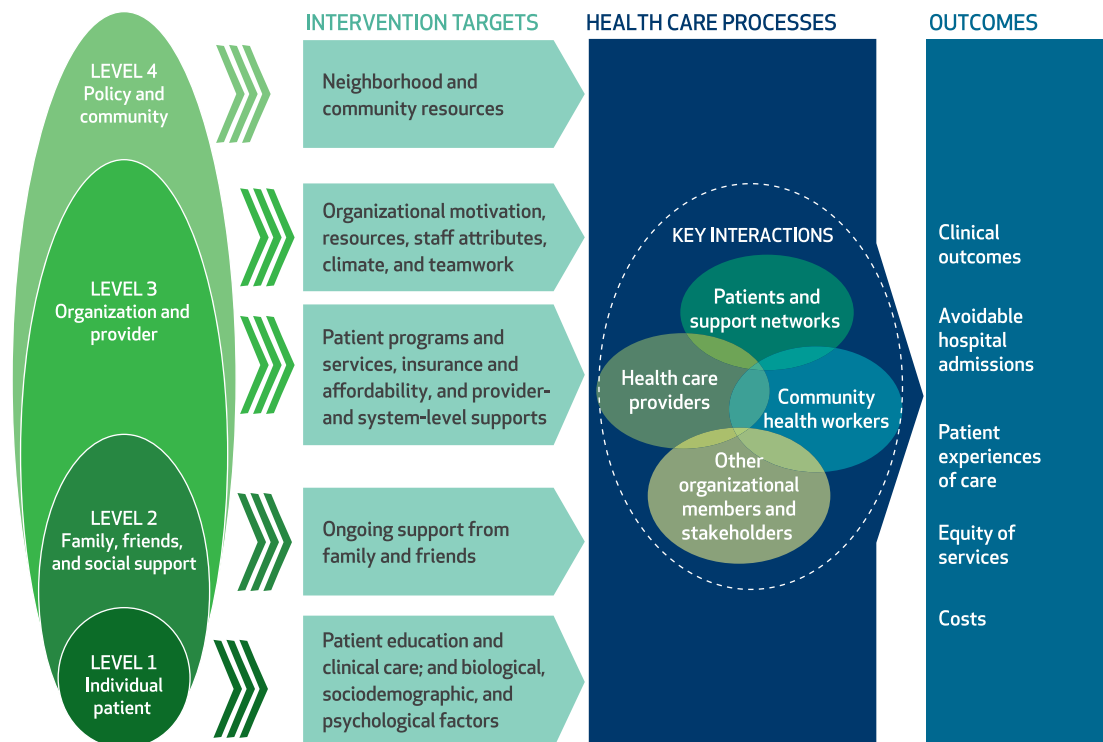 INTERVENTION TARGETS
HEALTH CARE PROCESSES
OUTCOMES
LEVEL 4
Policy and
community
LEVEL 3
Organization and
provider
LEVEL 2
Family, friends,
and social support
LEVEL 1
Individual
patient
Neighborhood and
community resources
Organizational motivation,
resources, staff attributes,
climate, and teamwork
Patient programs and
services, insurance and
affordability, and provider-
and system-level supports
Ongoing support from
family and friends
Patient education and
clinical care; and biological,
sociodemographic, and
psychological factors
KEY INTERACTIONS
Patients and
support networks
Health care
providers
Community
health workers
Other
organizational
members and
stakeholders
Clinical
outcomes
Avoidable
hospital
admissions
Patient
experiences
of care
Equity of
services
Costs